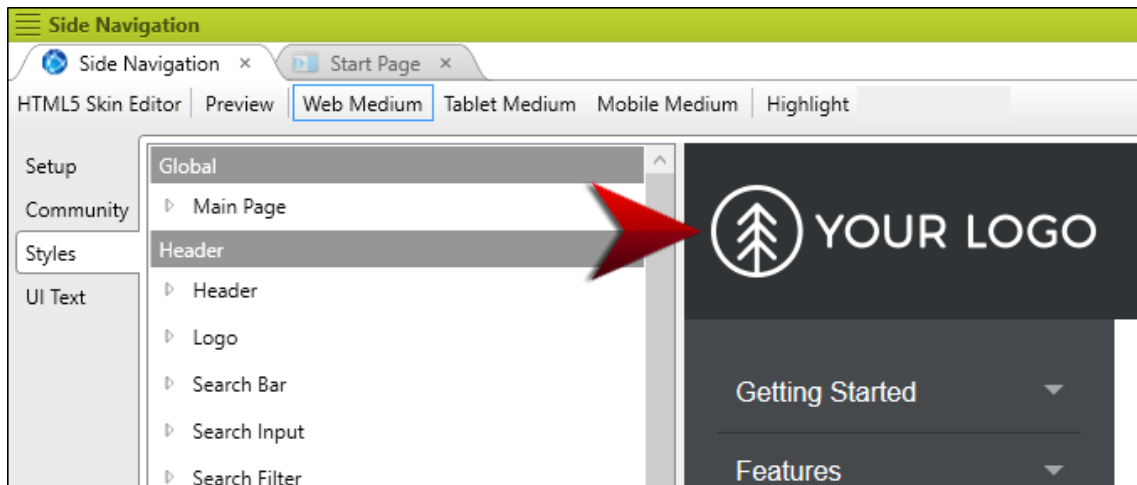 Side Navigation
Side Navigation × Start Page ×
HTML5 Skin Editor Preview Web Medium Tablet Medium Mobile Medium Highlight
Setup
Community
Styles
UI Text
Global
Main Page
Header
Header
Logo
Search Bar
Search Input
Search Filter
YOUR LOGO
Getting Started
Features